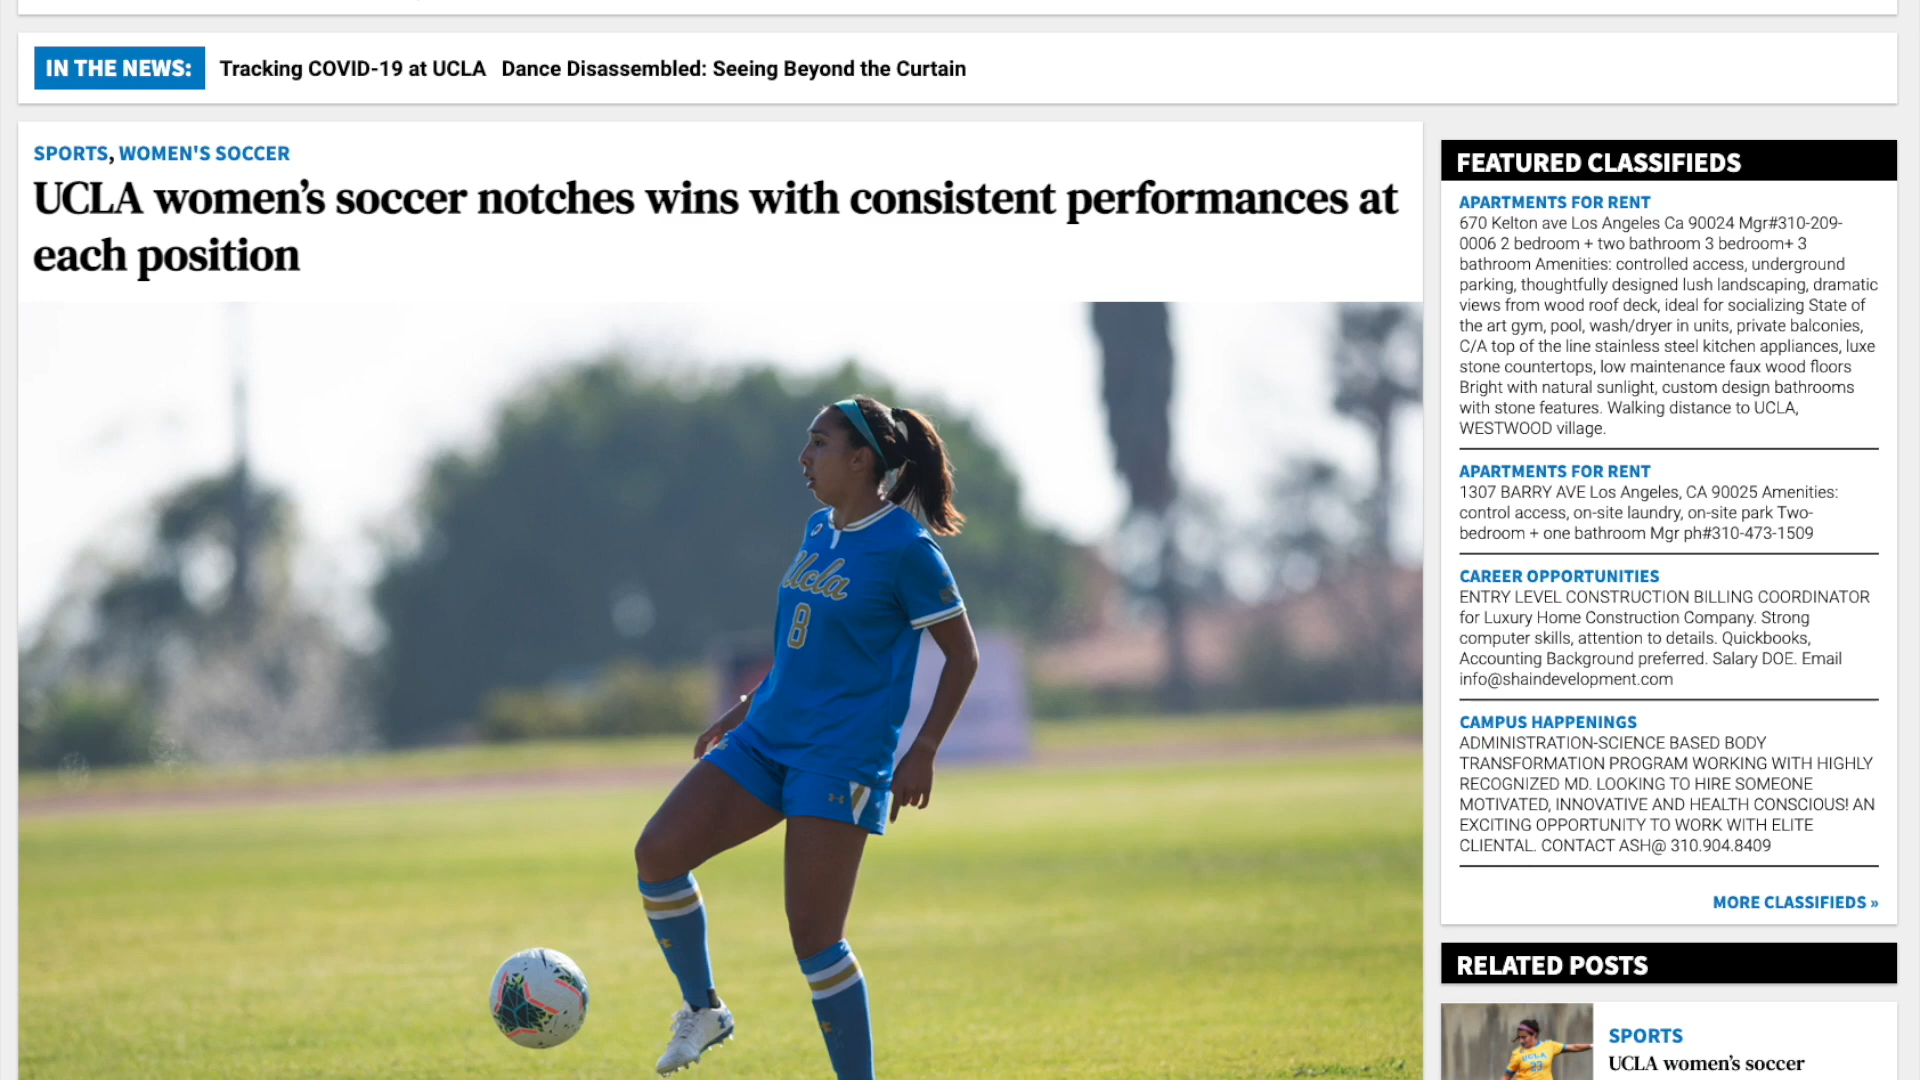 IN THE NEWS: Tracking COVID-19 at UCLA Dance Disassembled: Seeing Beyond the Curtain
SPORTS, WOMEN'S SOCCER
UCLA women’s soccer notches wins with consistent performances at
each position
Ucla
8
FEATURED CLASSIFIEDS
APARTMENTS FOR RENT
670 Kelton ave Los Angeles Ca 90024 Mgr#310-209-
0006 2 bedroom + two bathroom 3 bedroom+ 3
bathroom Amenities: controlled access, underground
parking, thoughtfully designed lush landscaping, dramatic
views from wood roof deck, ideal for socializing State of
the art gym, pool, wash/dryer in units, private balconies,
C/A top of the line stainless steel kitchen appliances, luxe
stone countertops, low maintenance faux wood floors
Bright with natural sunlight, custom design bathrooms
with stone features. Walking distance to UCLA,
WESTWOOD village.
APARTMENTS FOR RENT
1307 BARRY AVE Los Angeles, CA 90025 Amenities:
control access, on-site laundry, on-site park Two-
bedroom + one bathroom Mgr ph#310-473-1509
CAREER OPPORTUNITIES
ENTRY LEVEL CONSTRUCTION BILLING COORDINATOR
for Luxury Home Construction Company. Strong
computer skills, attention to details. Quickbooks,
Accounting Background preferred. Salary DOE. Email
info@shaindevelopment.com
CAMPUS HAPPENINGS
ADMINISTRATION-SCIENCE BASED BODY
TRANSFORMATION PROGRAM WORKING WITH HIGHLY
RECOGNIZED MD. LOOKING TO HIRE SOMEONE
MOTIVATED, INNOVATIVE AND HEALTH CONSCIOUS! AN
EXCITING OPPORTUNITY TO WORK WITH ELITE
CLIENTAL. CONTACT ASH@ 310.904.8409
MORE CLASSIFIEDS »
RELATED POSTS
UCLA
23
SPORTS
UCLA women’s soccer